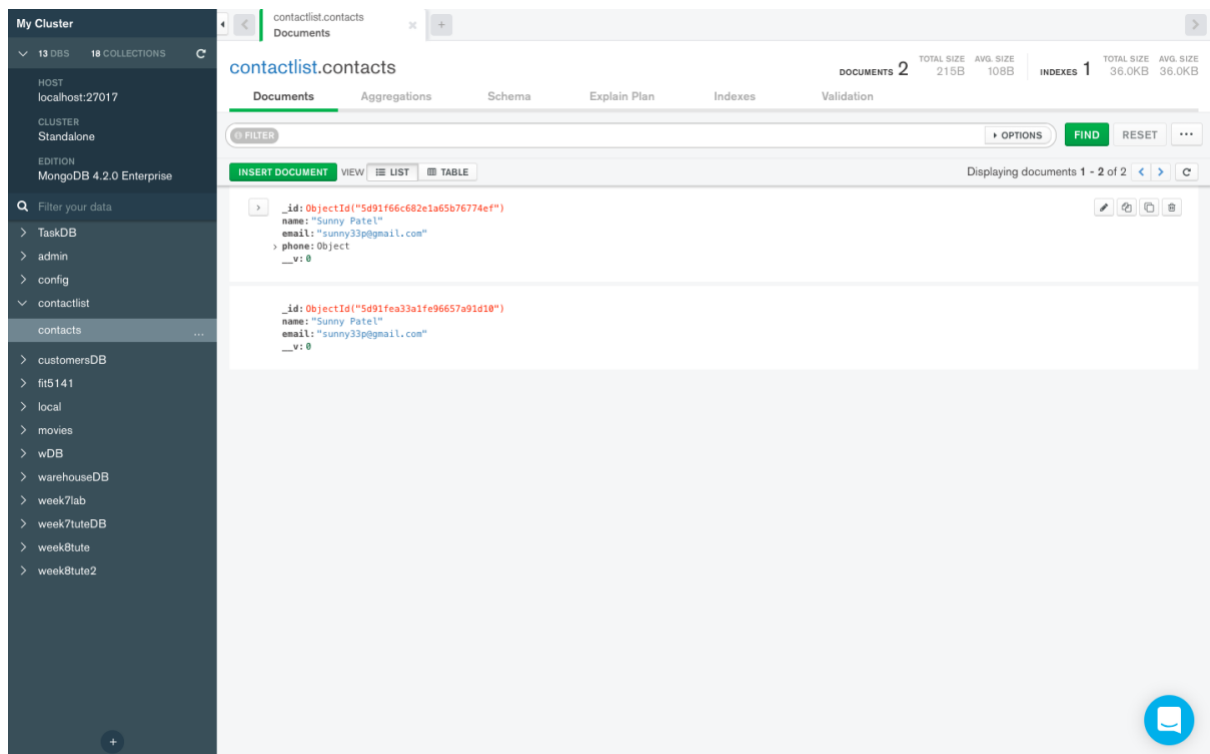 My Cluster
13 DBS 18 COLLECTIONS
HOST
localhost:27017
CLUSTER
Standalone
EDITION
MongoDB 4.2.0 Enterprise
Filter your data
TaskDB
admin
config
contactlist
contacts ...
customersDB
fit5141
local
movies
wDB
warehouseDB
week7lab
week7tuteDB
week8tute
week8tute2
+
contactlist.contacts
Documents
+
contactlist.contacts
DOCUMENTS 2 TOTAL SIZE 215B AVG. SIZE 108B INDEXES 1 TOTAL SIZE 36.0KB AVG. SIZE 36.0KB
Documents Aggregations Schema Explain Plan Indexes Validation
FILTER OPTIONS FIND RESET ...
INSERT DOCUMENT VIEW LIST TABLE Displaying documents 1 - 2 of 2
_id: ObjectId("5d91f66c682e1a65b76774ef")
name: "Sunny Patel"
email: "sunny33p@gmail.com"
phone: Object
__v: 0
_id: ObjectId("5d91fea33a1fe96657a91d10")
name: "Sunny Patel"
email: "sunny33p@gmail.com"
__v: 0